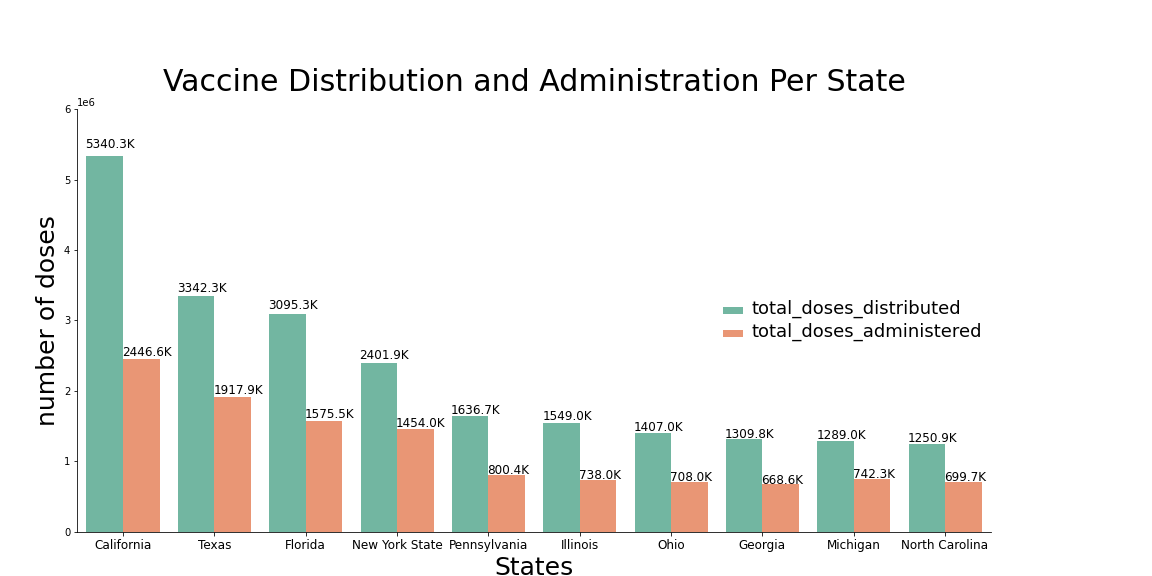 Vaccine Distribution and Administration Per State
1e6
6
5
4
3
2
1
0
number of doses
5340.3K
2446.6K
3342.3K
1917.9K
3095.3K
1575.5K
2401.9K
1454.0K
1636.7K
800.4K
1549.0K
738.0K
1407.0K
708.0K
1309.8K
668.6K
1289.0K
742.3K
1250.9K
699.7K
total_doses_distributed
total_doses_administered
California Texas Florida New York State Pennsylvania Illinois Ohio Georgia Michigan North Carolina
States